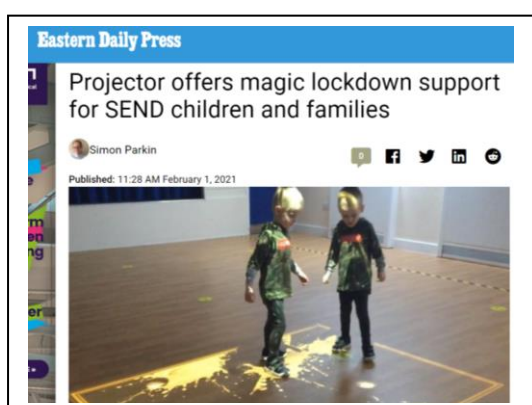 Eastern Daily Press
Projector offers magic lockdown support
for SEND children and families
Simon Parkin
0
Published: 11:28 AM February 1, 2021